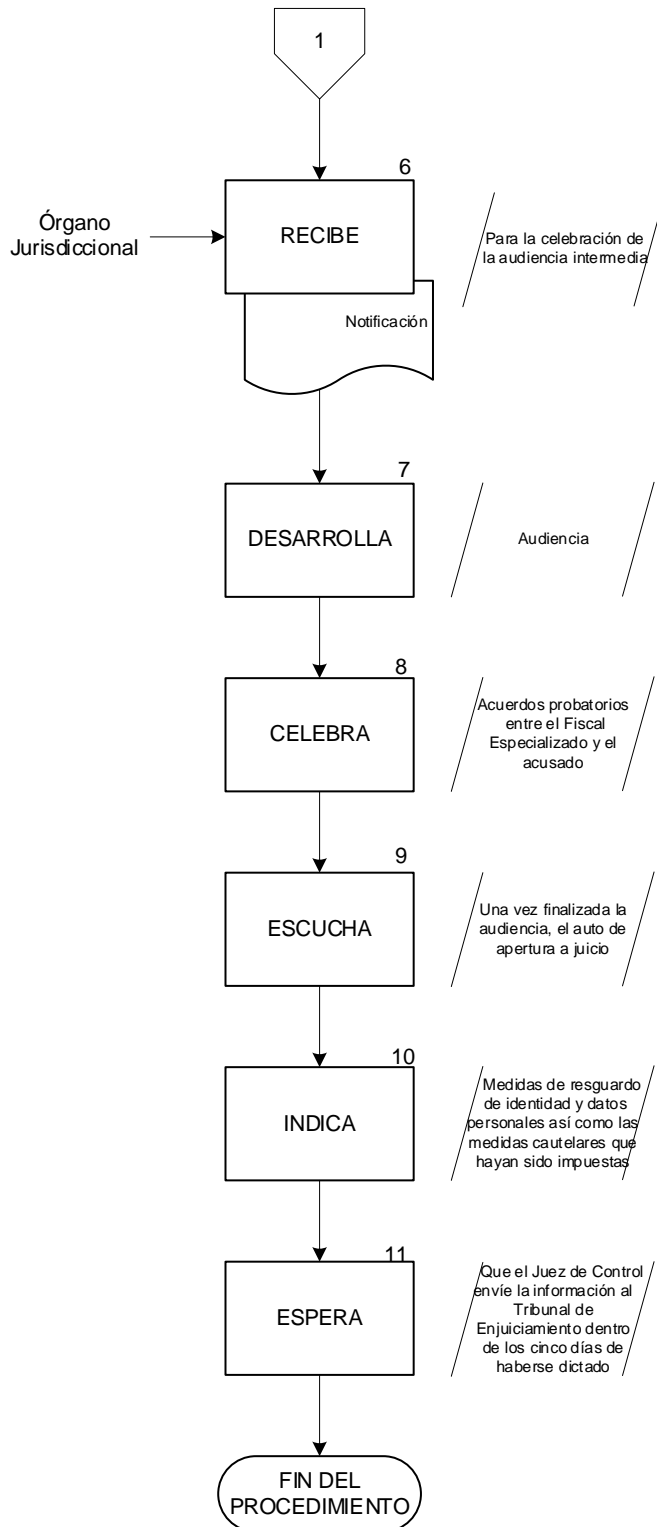 1
6
Órgano
Jurisdiccional
RECIBE
Para la celebración de
la audiencia intermedia
Notificación
7
DESARROLLA
Audiencia
8
CELEBRA
Acuerdos probatorios
entre el Fiscal
Especializado y el
acusado
9
ESCUCHA
Una vez finalizada la
audiencia, el auto de
apertura a juicio
10
INDICA
Medidas de resguardo
de identidad y datos
personales así como las
medidas cautelares que
hayan sido impuestas
11
ESPERA
Que el Juez de Control
envíe la información al
Tribunal de
Enjuiciamiento dentro
de los cinco días de
haberse dictado
FIN DEL
PROCEDIMIENTO